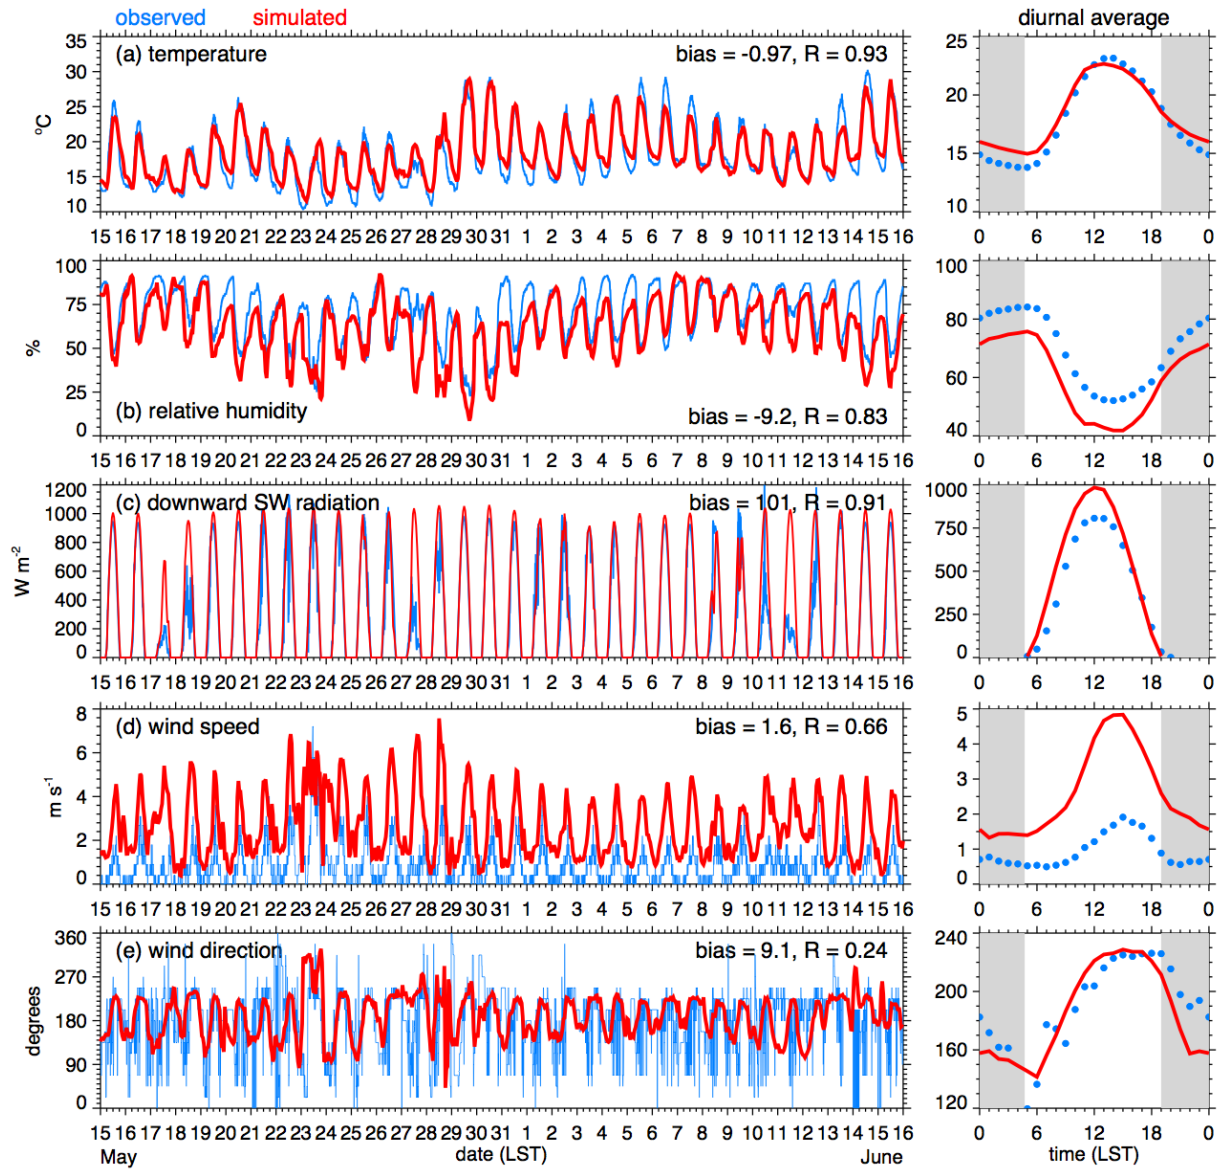 observed simulated diurnal average
(a) temperature bias = -0.97, R = 0.93
35
30
25
20
15
10
°C
15 16 17 18 19 20 21 22 23 24 25 26 27 28 29 30 31 1 2 3 4 5 6 7 8 9 10 11 12 13 14 15 16
25
20
15
10
0 6 12 18 0
(b) relative humidity bias = -9.2, R = 0.83
100
75
50
25
0
%
15 16 17 18 19 20 21 22 23 24 25 26 27 28 29 30 31 1 2 3 4 5 6 7 8 9 10 11 12 13 14 15 16
100
80
60
40
0 6 12 18 0
(c) downward SW radiation bias = 101, R = 0.91
1200
1000
800
600
400
200
0
W m-2
15 16 17 18 19 20 21 22 23 24 25 26 27 28 29 30 31 1 2 3 4 5 6 7 8 9 10 11 12 13 14 15 16
1000
750
500
250
0
0 6 12 18 0
(d) wind speed bias = 1.6, R = 0.66
8
6
4
2
0
m s-1
15 16 17 18 19 20 21 22 23 24 25 26 27 28 29 30 31 1 2 3 4 5 6 7 8 9 10 11 12 13 14 15 16
5
4
3
2
1
0
0 6 12 18 0
(e) wind direction bias = 9.1, R = 0.24
360
270
180
90
0
degrees
15 16 17 18 19 20 21 22 23 24 25 26 27 28 29 30 31 1 2 3 4 5 6 7 8 9 10 11 12 13 14 15 16
May date (LST) June
240
200
160
120
0 6 12 18 0
time (LST)